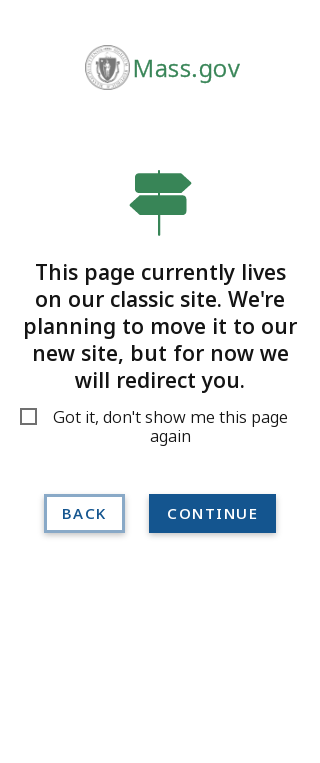 Mass.gov
This page currently lives
on our classic site. We're
planning to move it to our
new site, but for now we
will redirect you.
Got it, don't show me this page
again
BACK
CONTINUE